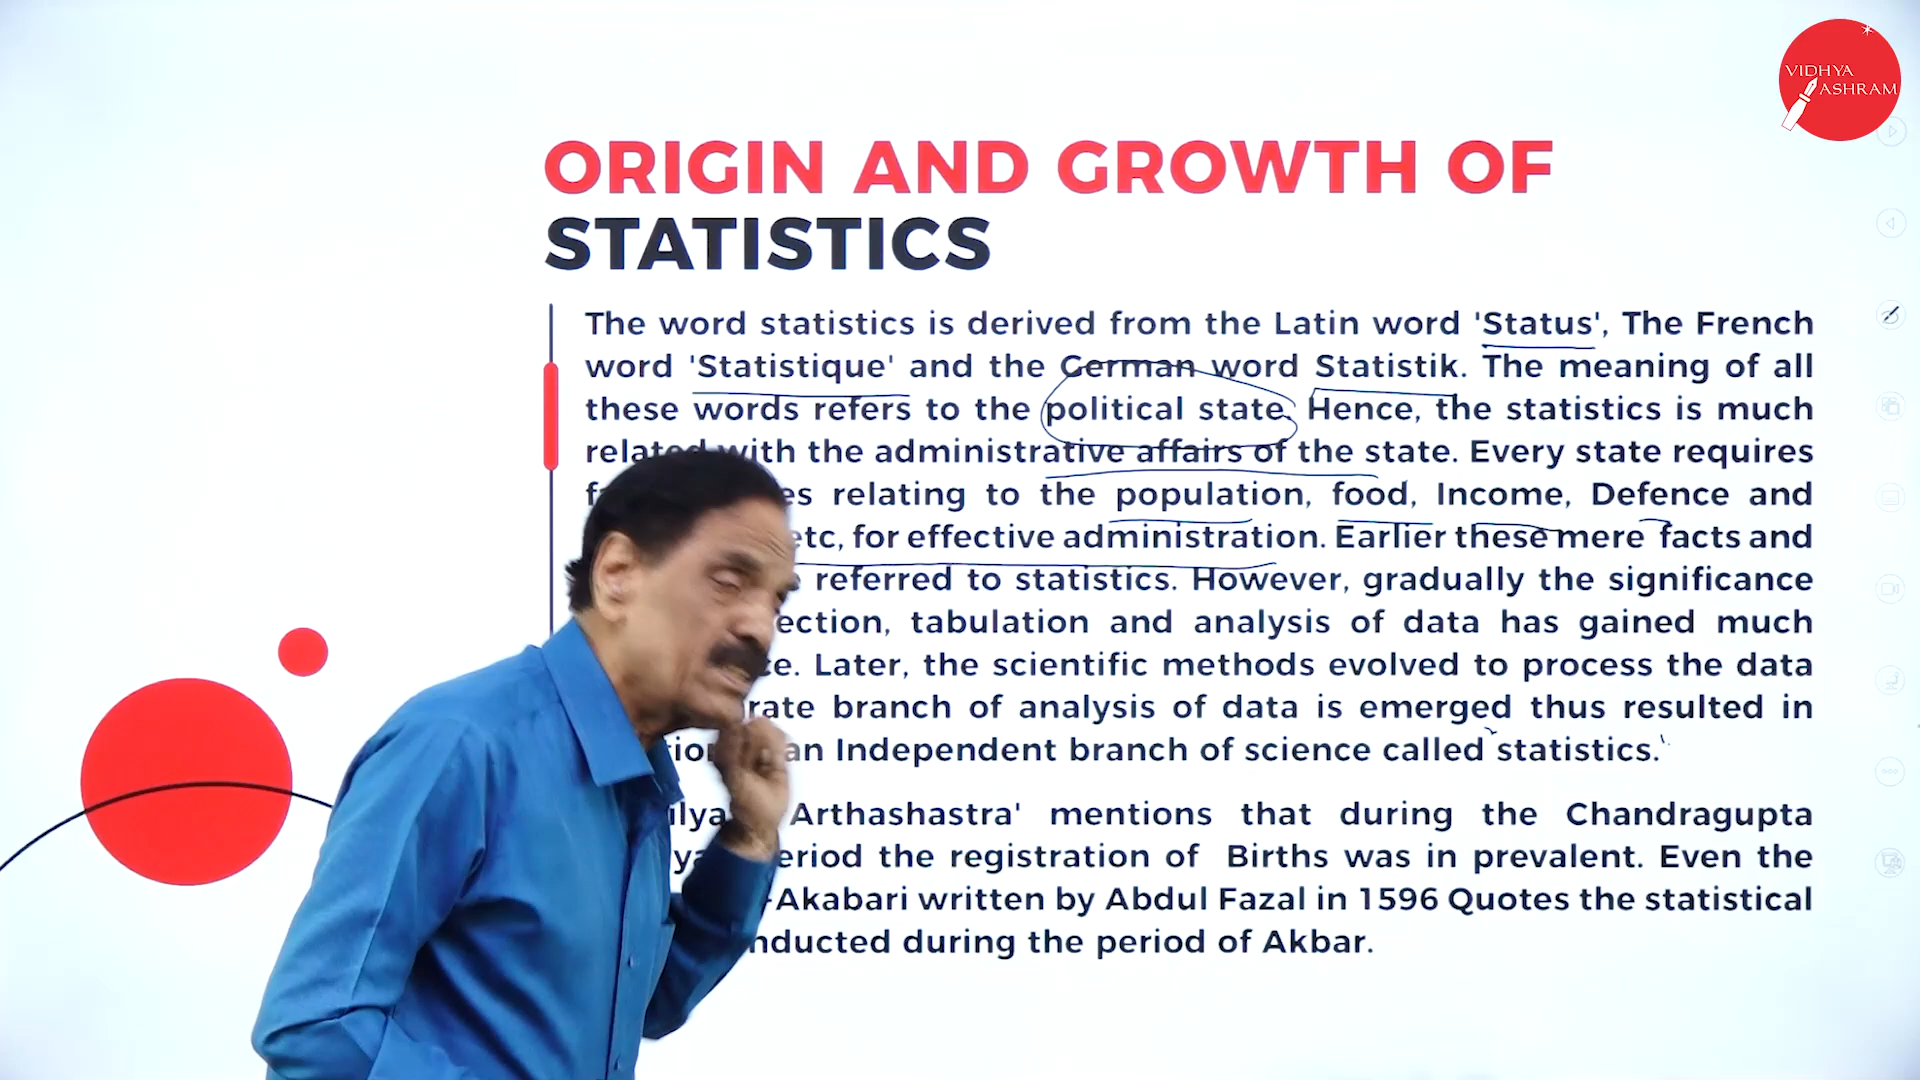 VIDHYA
ASHRAM
ORIGIN AND GROWTH OF
STATISTICS
The word statistics is derived from the Latin word 'Status', The French
word 'Statistique' and the German word Statistik. The meaning of all
these words refers to the political state. Hence, the statistics is much
related with the administrative affairs of the state. Every state requires
relating to the population, food, Income, Defence and
etc, for effective administration. Earlier these mere facts and
referred to statistics. However, gradually the significance
tabulation and analysis of data has gained much
Later, the scientific methods evolved to process the data
branch of analysis of data is emerged thus resulted in
an Independent branch of science called statistics.
Arthashastra' mentions that during the Chandragupta
the registration of Births was in prevalent. Even the
Akabari written by Abdul Fazal in 1596 Quotes the statistical
during the period of Akbar.